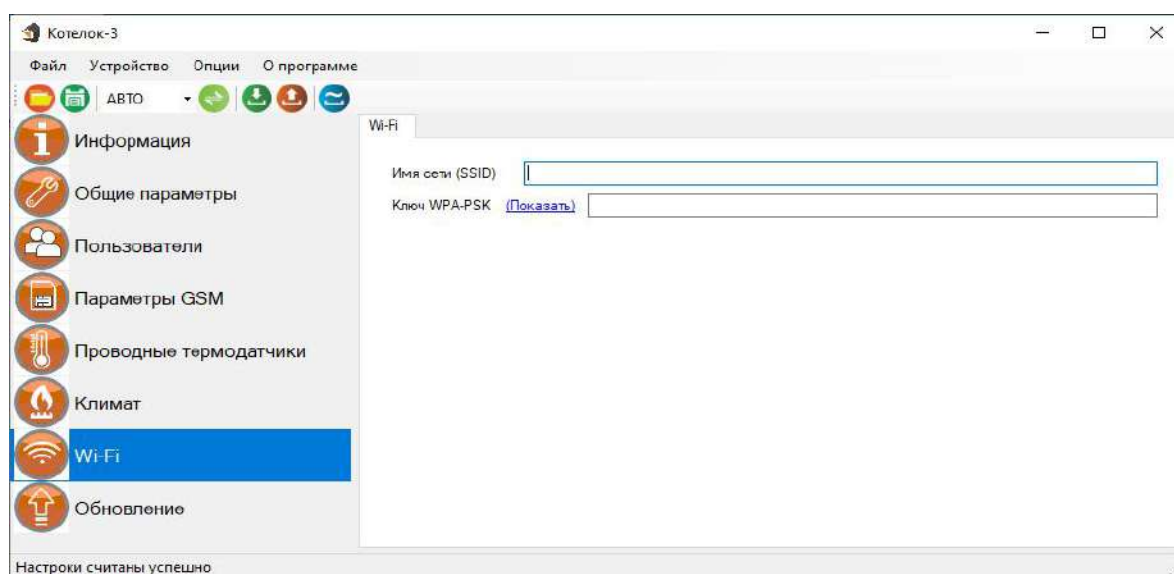 Котелок-3
Файл Устройство Опции О программе
АВТО
Информация
Общие параметры
Пользователи
Параметры GSM
Проводные термодатчики
Климат
Wi-Fi
Обновление
Wi-Fi
Имя сети (SSID)
Ключ WPA-PSK (Показать)
Настроки считаны успешно